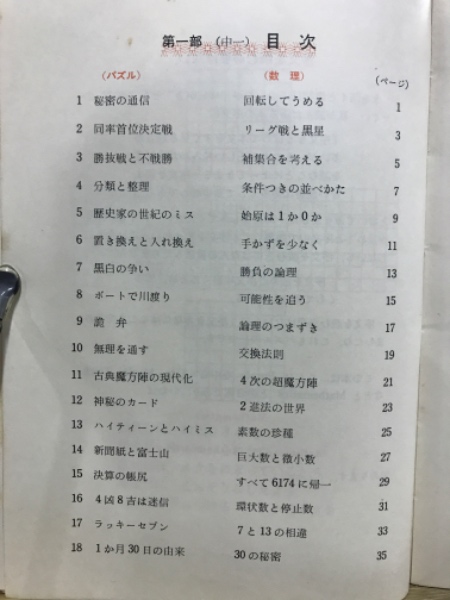 第一部 (中一) 目次
(パズル) (数理) (ページ)
1 秘密の通信 回転してうめる 1
2 同率首位決定戦 リーグ戦と黒星 3
3 勝抜戦と不戦勝 補集合を考える 5
4 分類と整理 条件つきの並べかた 7
5 歴史家の世紀のミス 始原は1か0か 9
6 置き換えと入れ換え 手かずを少なく 11
7 黒白の争い 勝負の論理 13
8 ボートで川渡り 可能性を追う 15
9 詭弁 論理のつまずき 17
10 無理を通す 交換法則 19
11 古典魔方陣の現代化 4次の超魔方陣 21
12 神秘のカード 2進法の世界 23
13 ハイティーンとハイミス 素数の珍種 25
14 新聞紙と富士山 巨大数と微小数 27
15 決算の帳尻 すべて6174に帰一 29
16 4凶8吉は迷信 環状数と停止数 31
17 ラッキーセブン 7と13の相違 33
18 1か月30日の由来 30の秘密 35